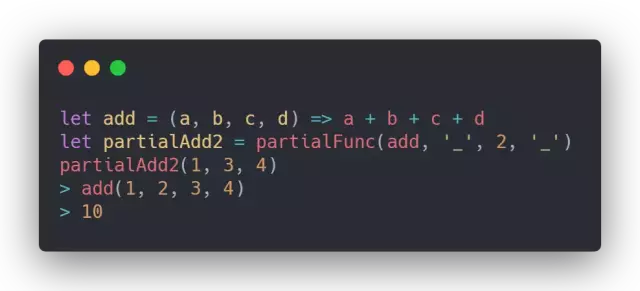 let add = (a, b, c, d) => a + b + c + d
let partialAdd2 = partialFunc(add, '_', 2, '_')
partialAdd2(1, 3, 4)
> add(1, 2, 3, 4)
> 10